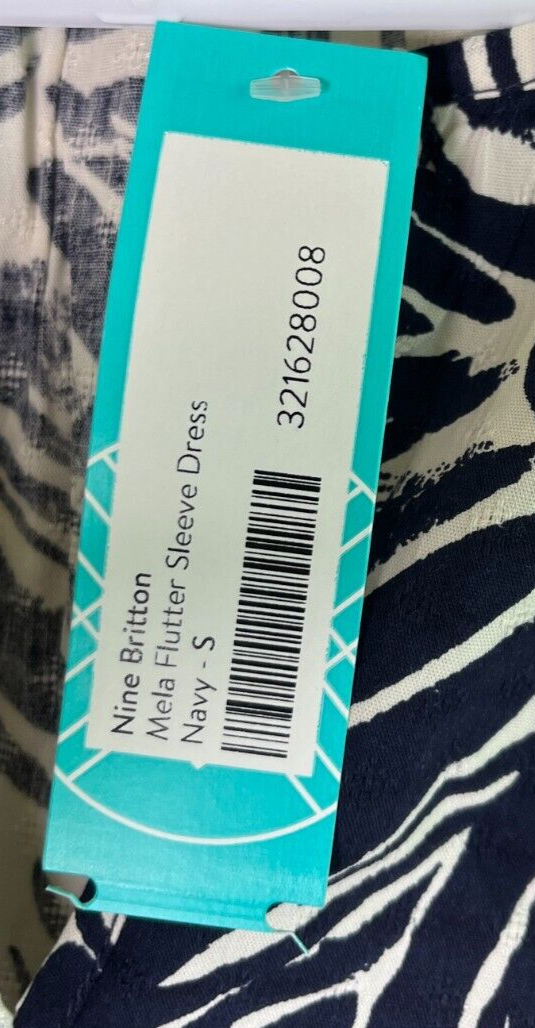 Nine Britton
Mela Flutter Sleeve Dress
Navy - S
321628008